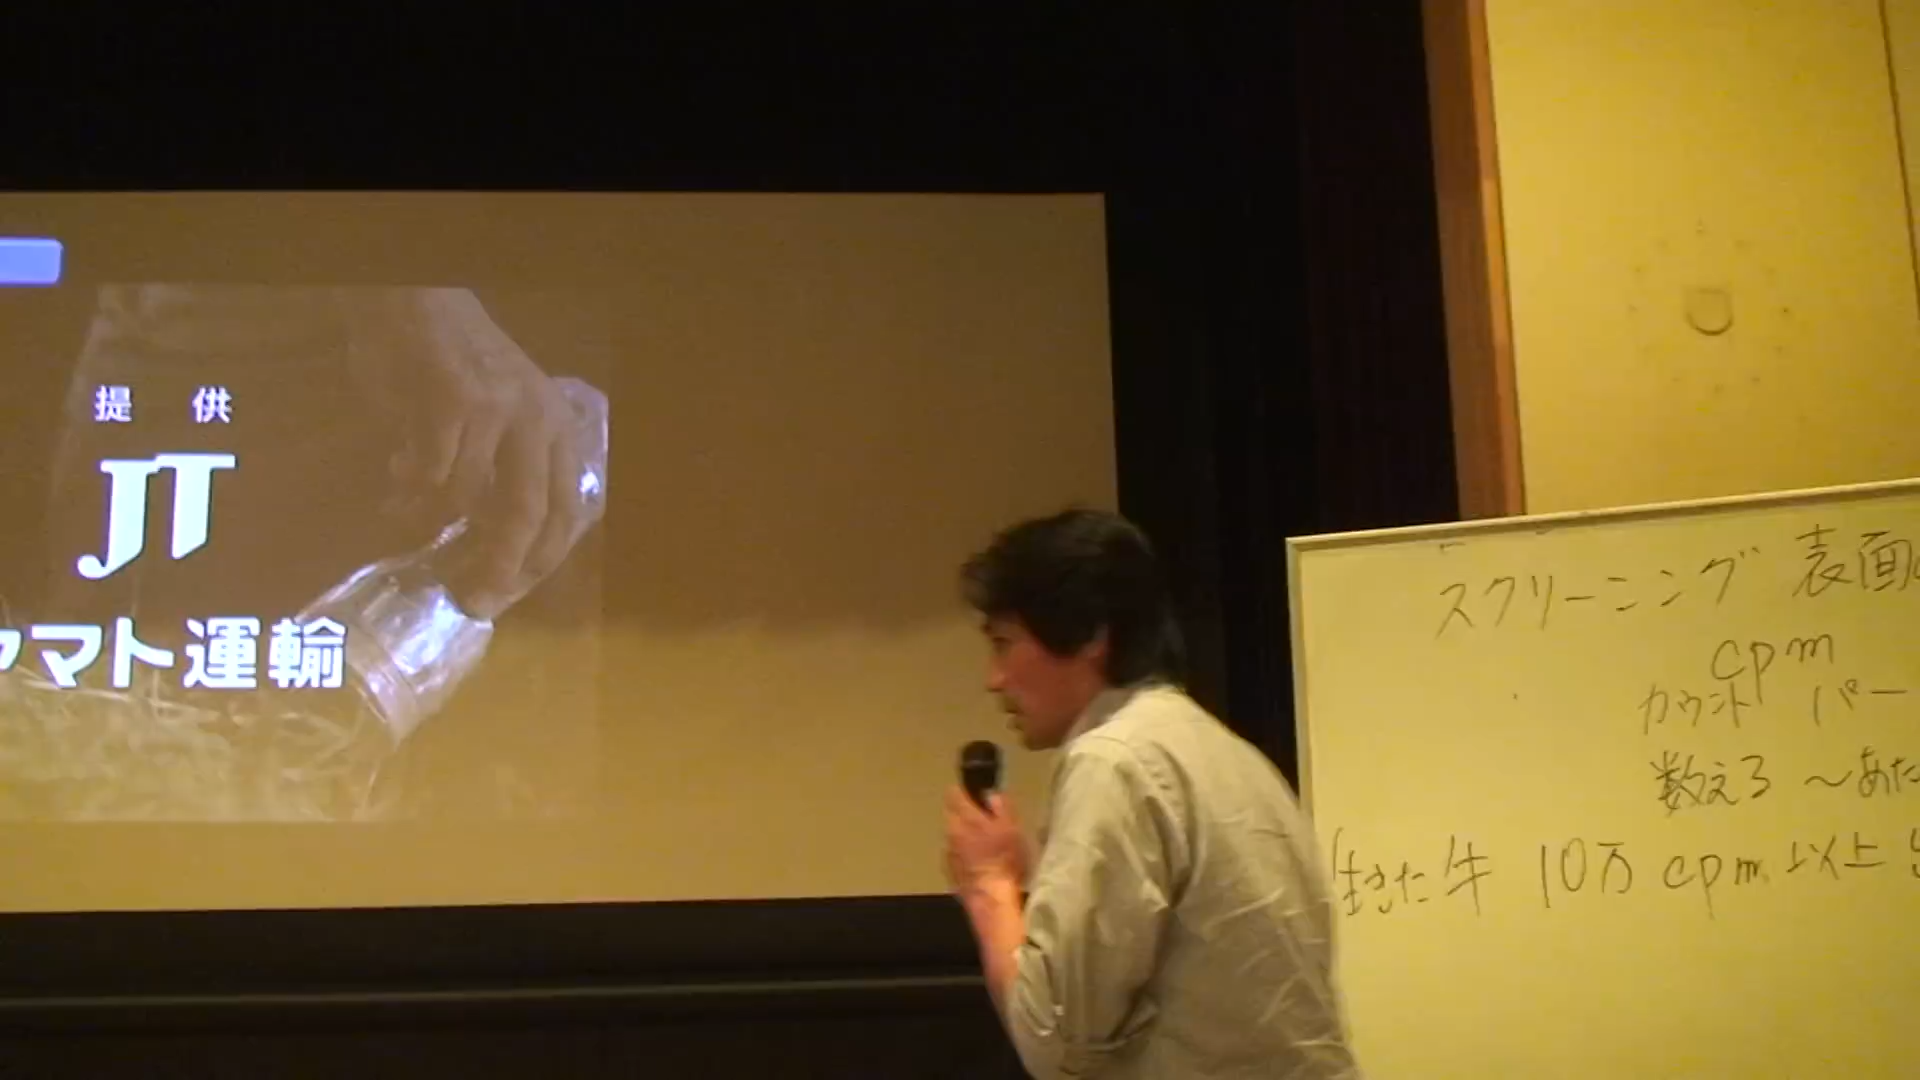 提 供
JT
ヤマト運輸
スクリーニング 表面
cpm
カウント パー
数える ～あた
生きた牛 10万 cpm 以上